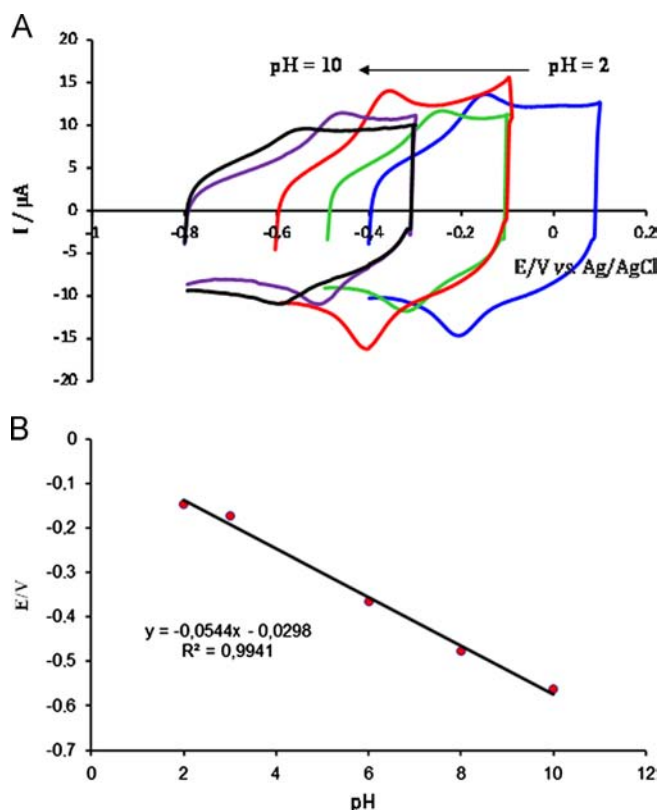 A
pH = 10
pH = 2
20
15
10
5
0
-5
-10
-15
-20
I / µA
-1
-0.8
-0.6
-0.4
-0.2
0
0.2
E/V vs Ag/AgCl
B
0
-0.1
-0.2
-0.3
-0.4
-0.5
-0.6
-0.7
E/V
y = -0,0544x - 0,0298
R² = 0,9941
0 2 4 6 8 10 12
pH